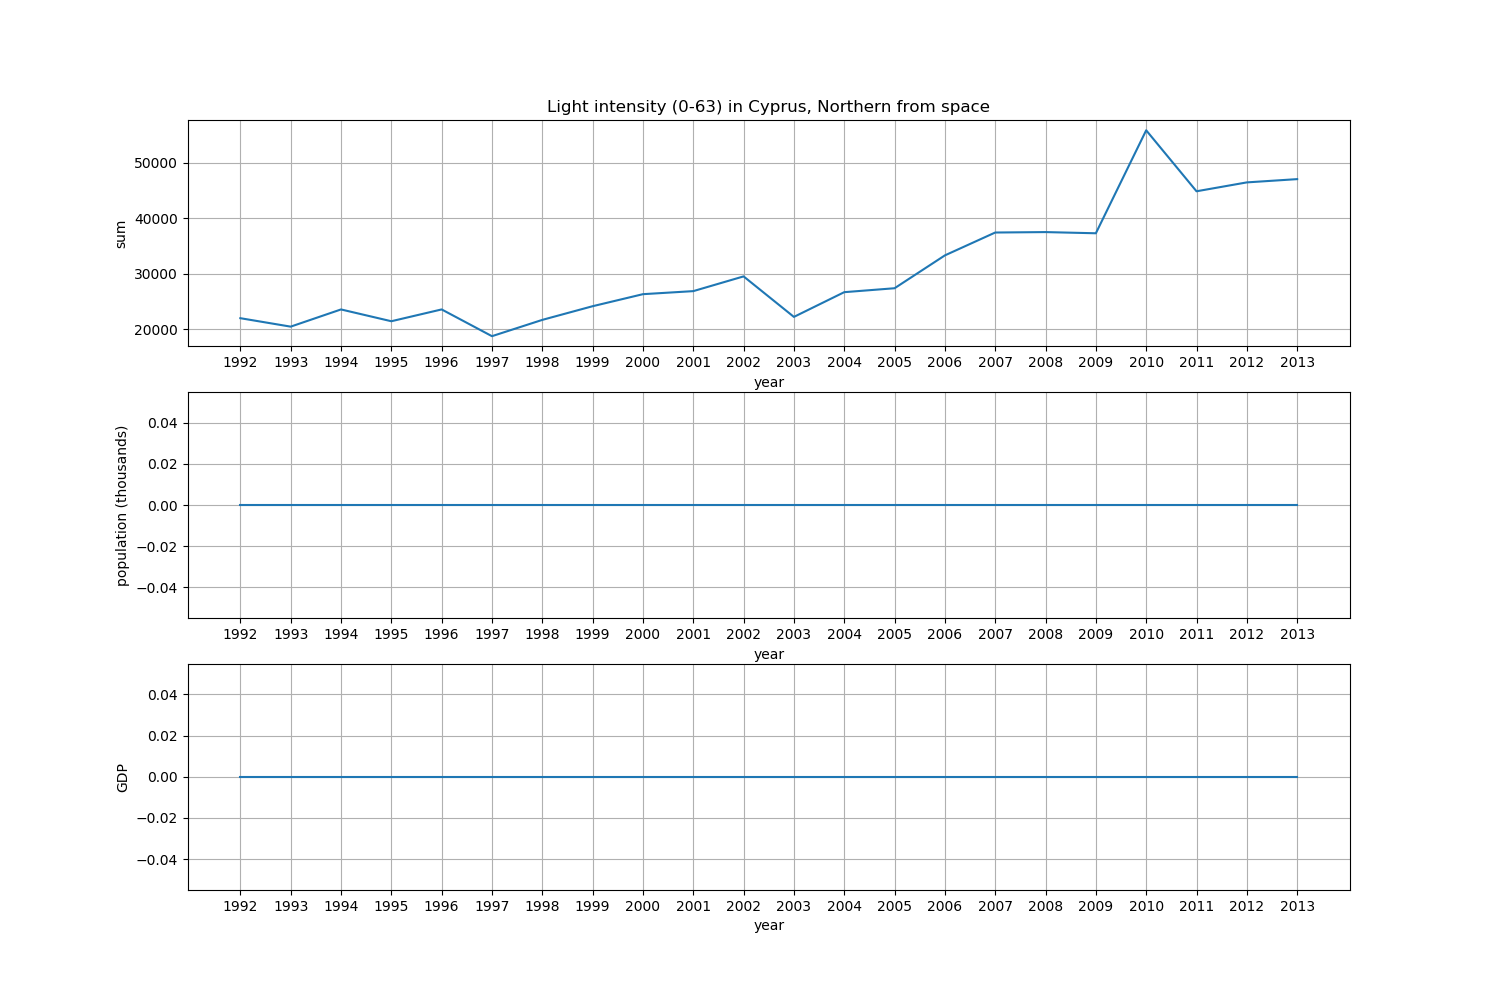 Light intensity (0-63) in Cyprus, Northern from space
50000
40000
30000
20000
sum
1992 1993 1994 1995 1996 1997 1998 1999 2000 2001 2002 2003 2004 2005 2006 2007 2008 2009 2010 2011 2012 2013
year
0.04
0.02
0.00
−0.02
−0.04
population (thousands)
1992 1993 1994 1995 1996 1997 1998 1999 2000 2001 2002 2003 2004 2005 2006 2007 2008 2009 2010 2011 2012 2013
year
0.04
0.02
0.00
−0.02
−0.04
GDP
1992 1993 1994 1995 1996 1997 1998 1999 2000 2001 2002 2003 2004 2005 2006 2007 2008 2009 2010 2011 2012 2013
year